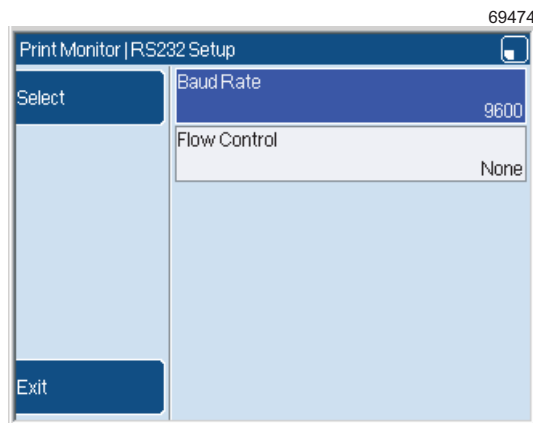 69474
Print Monitor | RS232 Setup
Select
Baud Rate
9600
Flow Control
None
Exit